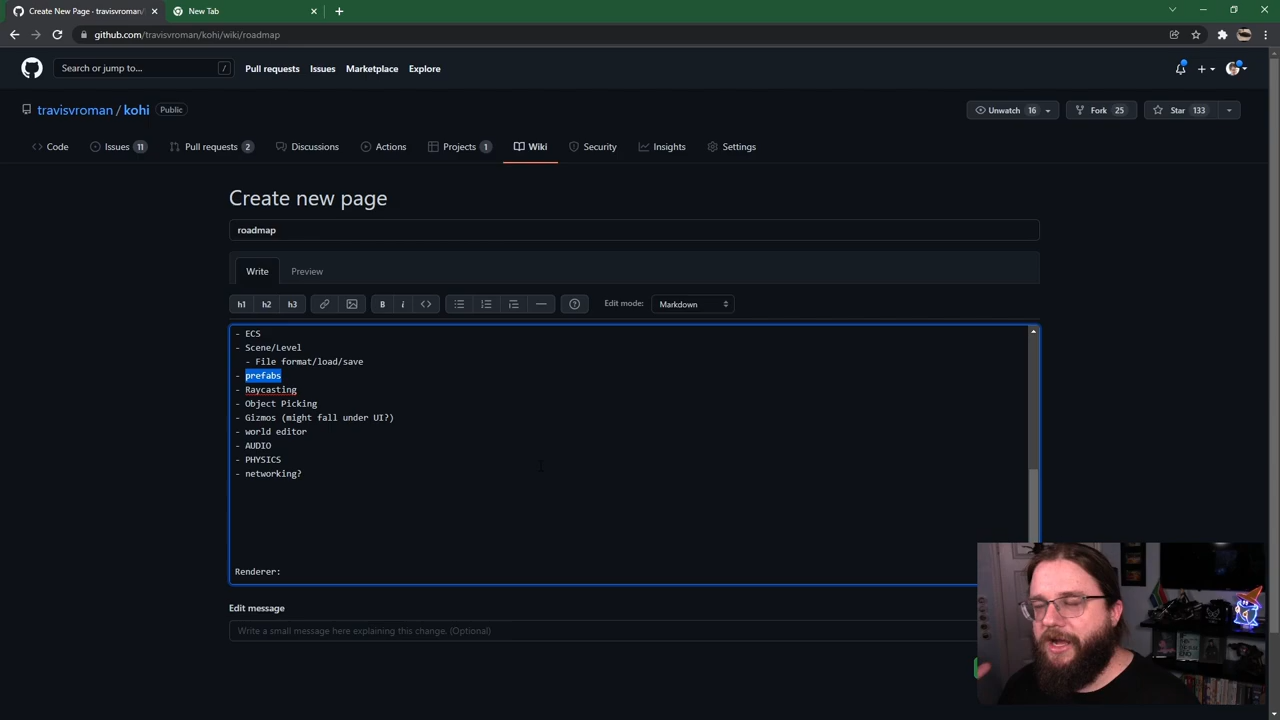 Create New Page · travisvroman/
New Tab
github.com/travisvroman/kohi/wiki/roadmap
Search or jump to... /
Pull requests Issues Marketplace Explore
travisvroman / kohi Public
Unwatch 16 Fork 25 Star 133
Code Issues 11 Pull requests 2 Discussions Actions Projects 1 Wiki Security Insights Settings
Create new page
roadmap
Write Preview
h1 h2 h3 B i Edit mode: Markdown
- ECS
- Scene/Level
- File format/load/save
- prefabs
- Raycasting
- Object Picking
- Gizmos (might fall under UI?)
- world editor
- AUDIO
- PHYSICS
- networking?
Renderer:
Edit message
Write a small message here explaining this change. (Optional)